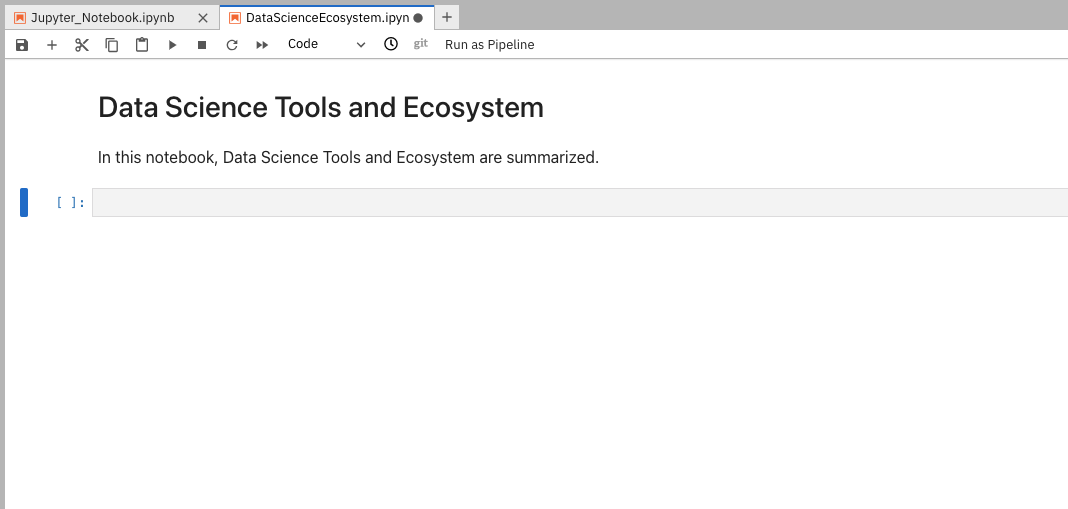 Jupyter_Notebook.ipynb DataScienceEcosystem.ipyn
Code git Run as Pipeline
Data Science Tools and Ecosystem
In this notebook, Data Science Tools and Ecosystem are summarized.
[ ]: